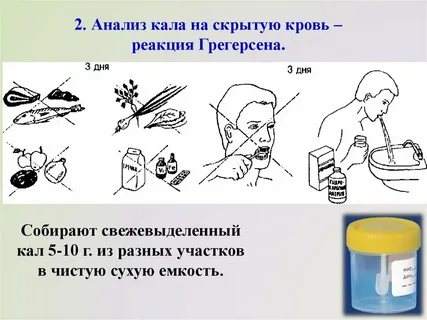 2. Анализ кала на скрытую кровь –
реакция Грегерсена.
3 дня
3 дня
Собирают свежевыделенный
кал 5-10 г. из разных участков
в чистую сухую емкость.